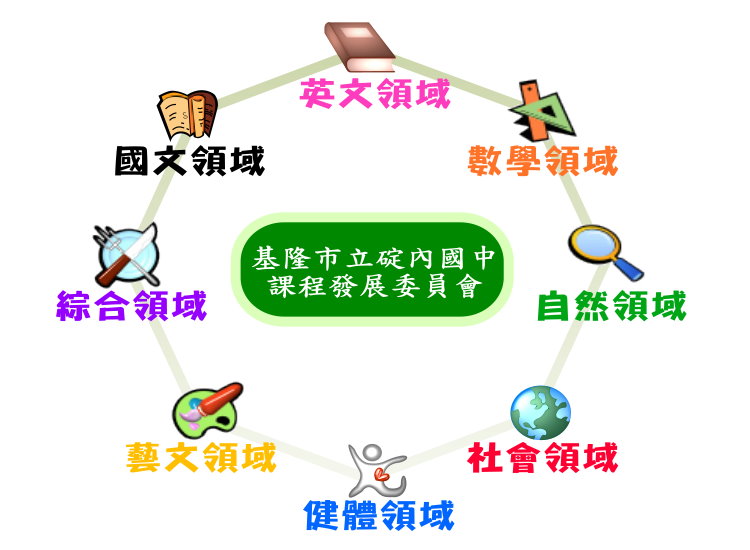 英文領域
國文領域
數學領域
基隆市立碇內國中
課程發展委員會
綜合領域
自然領域
藝文領域
社會領域
健體領域